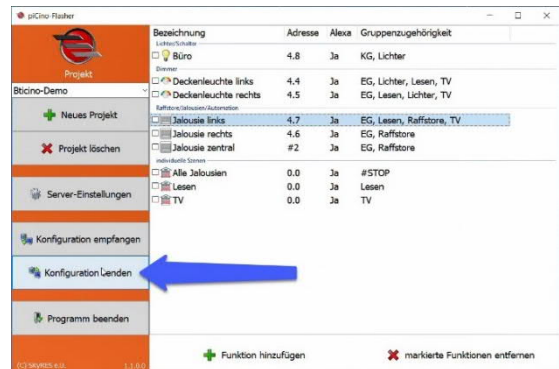 piCino-Flasher
Projekt
Bticino-Demo
Neues Projekt
Projekt löschen
Server-Einstellungen
Konfiguration empfangen
Konfiguration senden
Programm beenden
(C) SKYRES e.U. 1.1.0.0
Bezeichnung Adresse Alexa Gruppenzugehörigkeit
Lichter/Schalter
Büro 4.8 Ja KG, Lichter
Dimmer
Deckenleuchte links 4.4 Ja EG, Lichter, Lesen, TV
Deckenleuchte rechts 4.5 Ja EG, Lesen, Lichter, TV
Raffstore/Jalousien/Automation
Jalousie links 4.7 Ja EG, Lesen, Raffstore, TV
Jalousie rechts 4.6 Ja EG, Raffstore
Jalousie zentral #2 Ja EG, Raffstore
individuelle Szenen
Alle Jalousien 0.0 Ja #STOP
Lesen 0.0 Ja Lesen
TV 0.0 Ja TV
Funktion hinzufügen markierte Funktionen entfernen